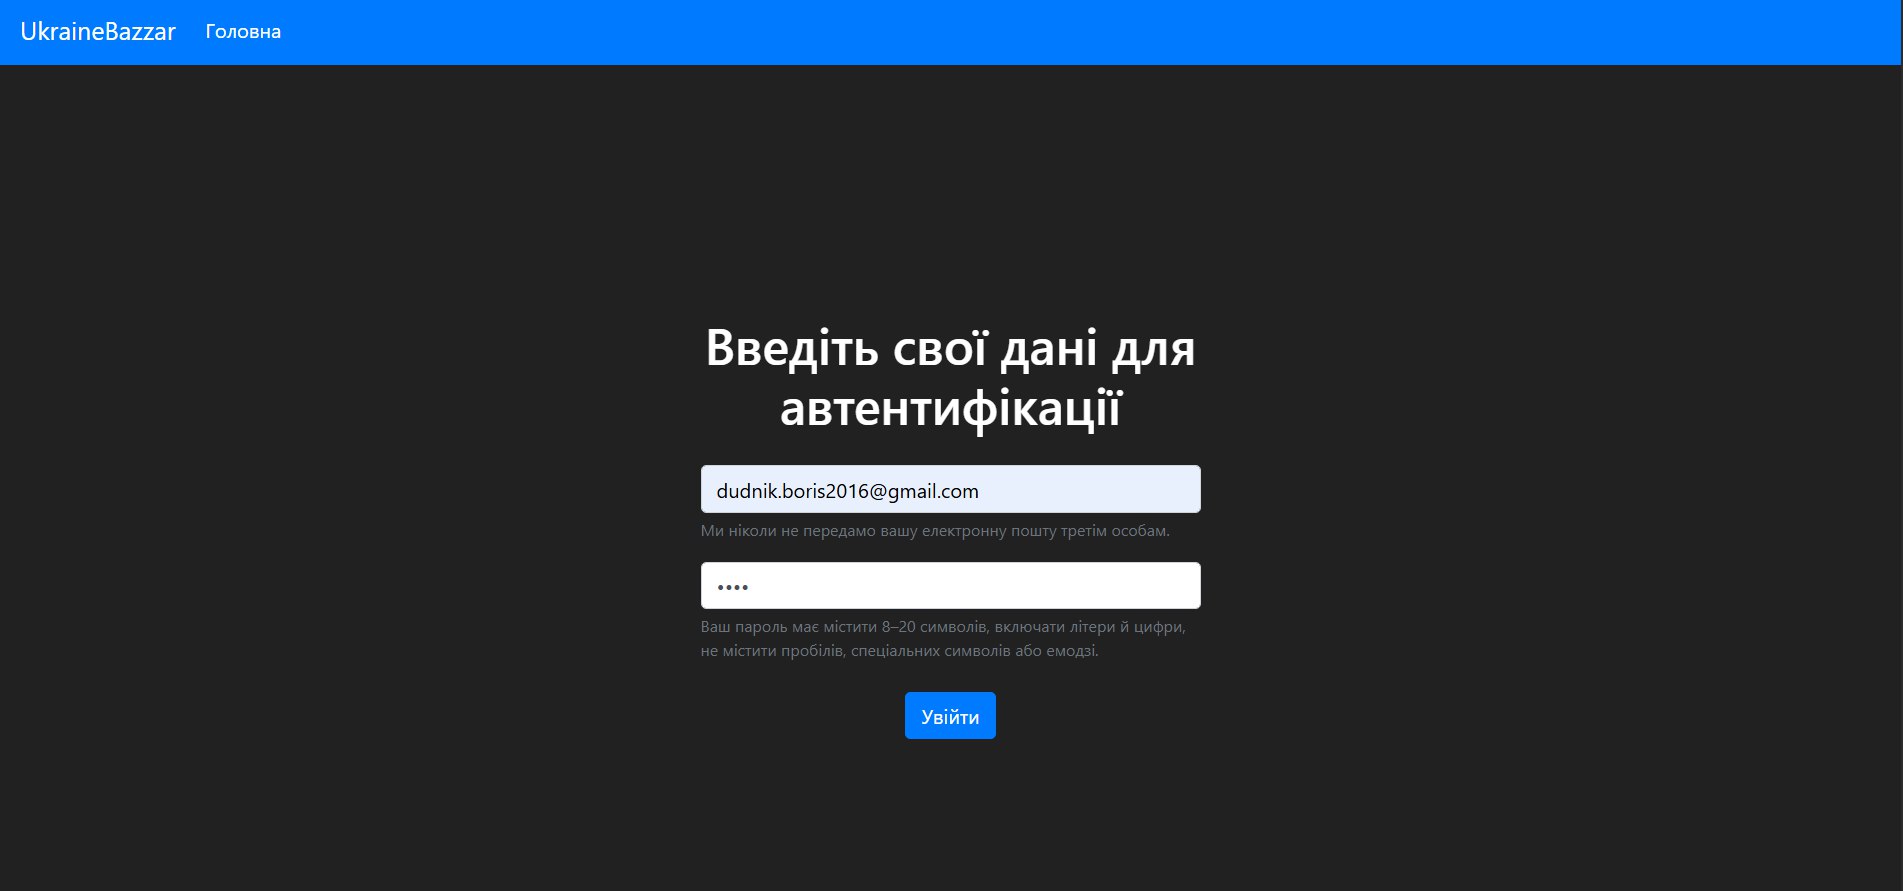 UkraineBazzar Головна
Введіть свої дані для
автентифікації
dudnik.boris2016@gmail.com
Ми ніколи не передамо вашу електронну пошту третім особам.
••••
Ваш пароль має містити 8–20 символів, включати літери й цифри,
не містити пробілів, спеціальних символів або емодзі.
Увійти